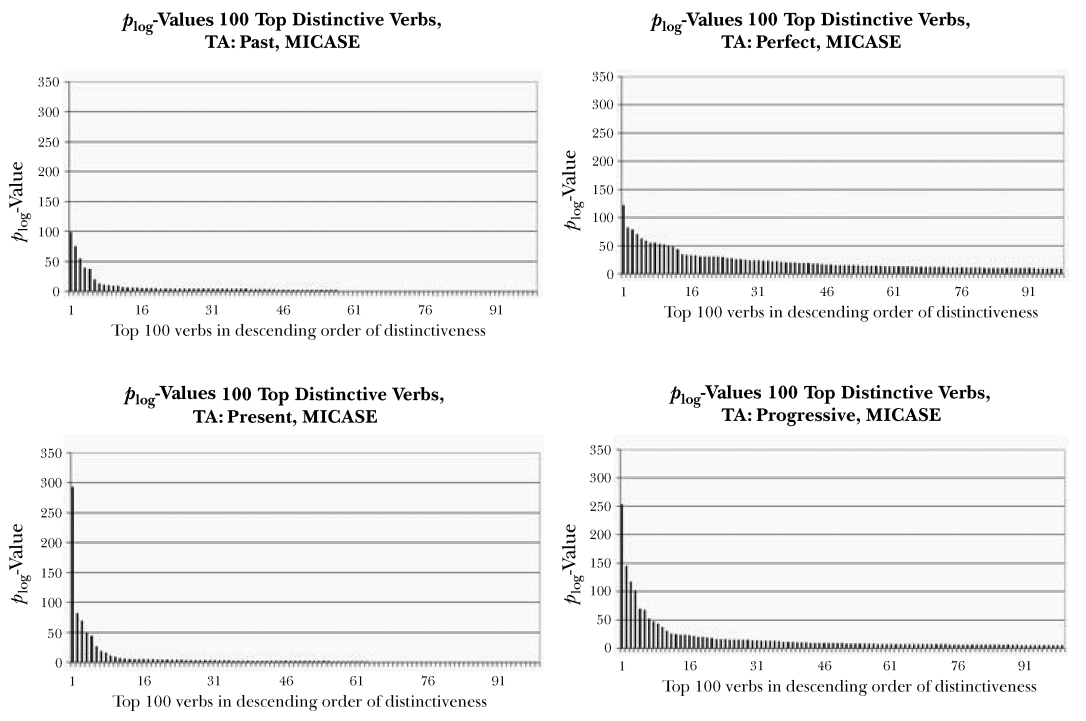 p_log-Values 100 Top Distinctive Verbs,
TA: Past, MICASE
350
300
250
200
150
100
50
0
p_log-Value
1 16 31 46 61 76 91
Top 100 verbs in descending order of distinctiveness
p_log-Values 100 Top Distinctive Verbs,
TA: Perfect, MICASE
350
300
250
200
150
100
50
0
p_log-Value
1 16 31 46 61 76 91
Top 100 verbs in descending order of distinctiveness
p_log-Values 100 Top Distinctive Verbs,
TA: Present, MICASE
350
300
250
200
150
100
50
0
p_log-Value
1 16 31 46 61 76 91
Top 100 verbs in descending order of distinctiveness
p_log-Values 100 Top Distinctive Verbs,
TA: Progressive, MICASE
350
300
250
200
150
100
50
0
p_log-Value
1 16 31 46 61 76 91
Top 100 verbs in descending order of distinctiveness